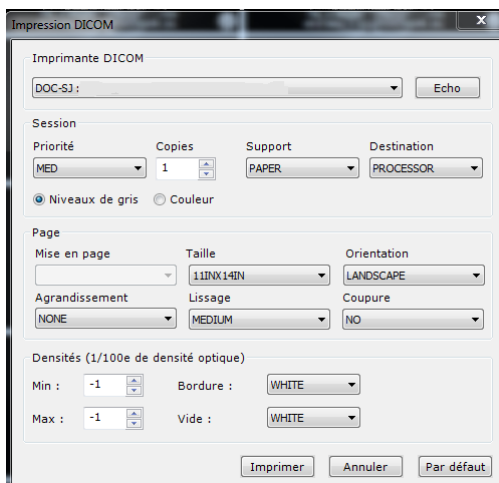 Impression DICOM
X
Imprimante DICOM
DOC-SJ :
Echo
Session
Priorité Copies Support Destination
MED 1 PAPER PROCESSOR
Niveaux de gris Couleur
Page
Mise en page Taille Orientation
11INX14IN LANDSCAPE
Agrandissement Lissage Coupure
NONE MEDIUM NO
Densités (1/100e de densité optique)
Min : -1 Bordure : WHITE
Max : -1 Vide : WHITE
Imprimer Annuler Par défaut